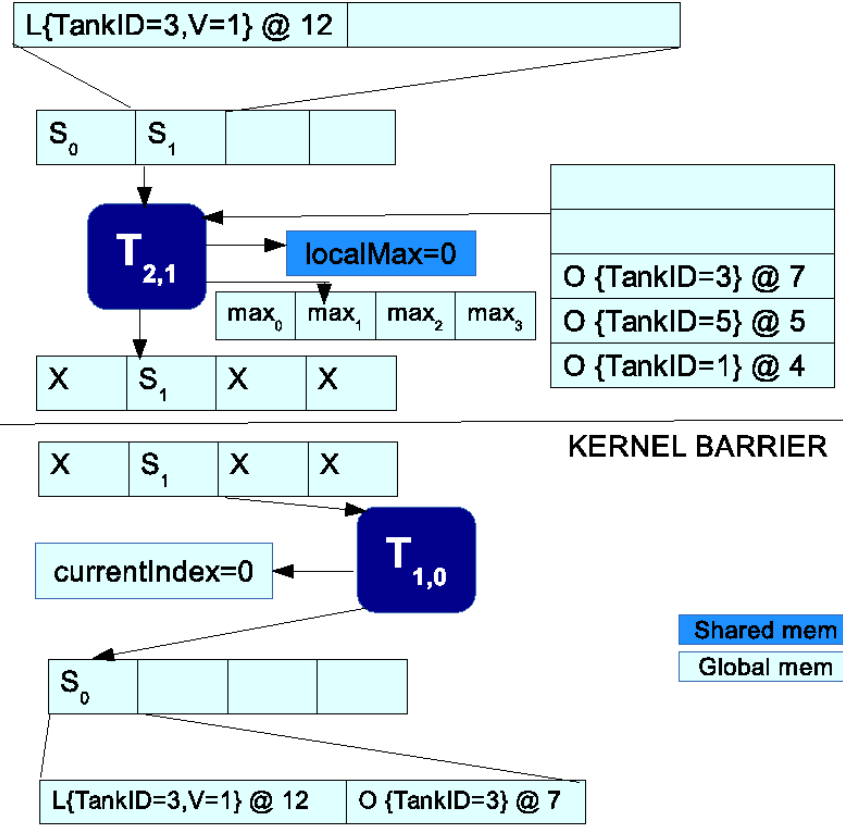 L{TankID=3,V=1} @ 12
S0 S1
T2,1
localMax=0
max0 max1 max2 max3
O {TankID=3} @ 7
O {TankID=5} @ 5
O {TankID=1} @ 4
X S1 X X
KERNEL BARRIER
X S1 X X
T1,0
currentIndex=0
Shared mem
Global mem
S0
L{TankID=3,V=1} @ 12 O {TankID=3} @ 7